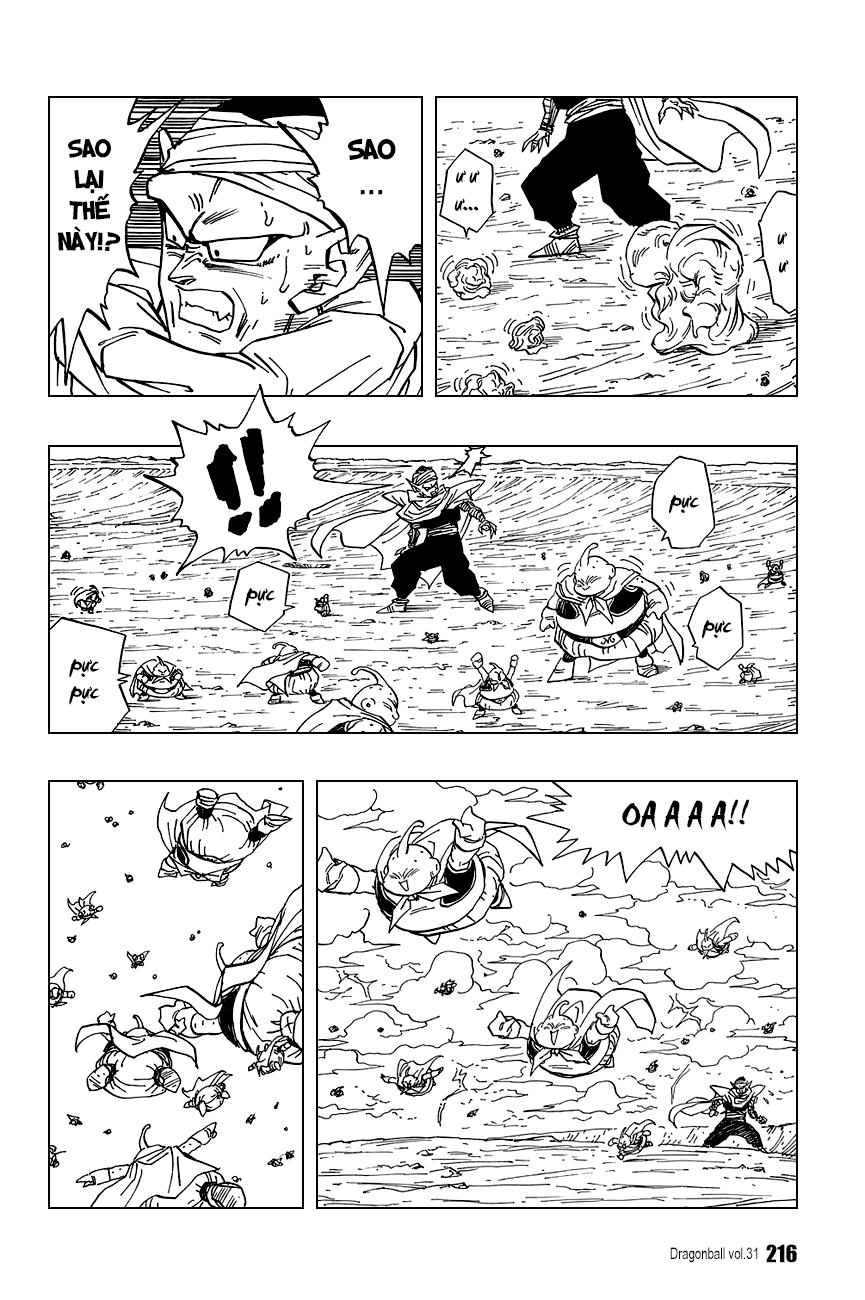 Ư Ư
Ư...
Ư
Ư
SAO
...
SAO
LẠI
THẾ
NÀY!?
PỰC
PỰC
!!
PỰC
PỰC
PỰC
OA A A A!!
Dragonball vol.31 216